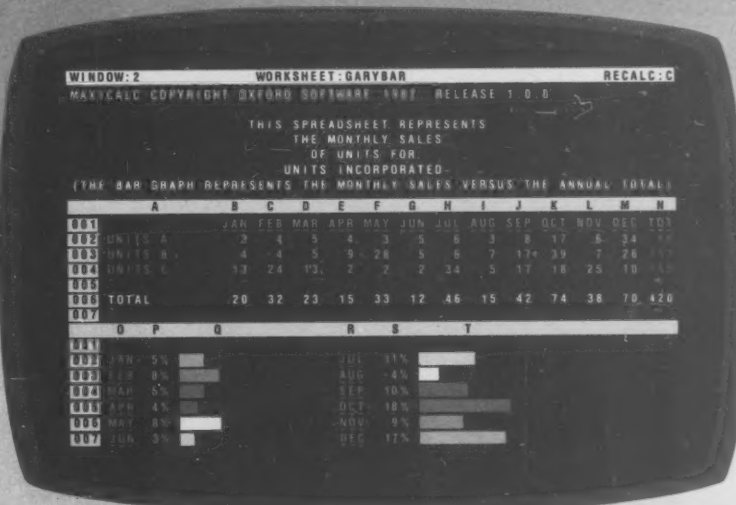 WINDOW:2 WORKSHEET:GARYBAR RECALC:C
MAXICALC COPYRIGHT OXFORD SOFTWARE 1982 RELEASE 1.0.0
THIS SPREADSHEET REPRESENTS
THE MONTHLY SALES
OF UNITS FOR
UNITS INCORPORATED
(THE BAR GRAPH REPRESENTS THE MONTHLY SALES VERSUS THE ANNUAL TOTAL)
A B C D E F G H I J K L M N
001 JAN FEB MAR APR MAY JUN JUL AUG SEP OCT NOV DEC TOT
002 UNITS A 3 4 5 4 3 5 6 3 8 17 6 34
003 UNITS B 4 4 5 9 28 5 6 7 17 39 7 26
004 UNITS C 13 24 13 2 2 2 34 5 17 18 25 10
005
006 TOTAL 20 32 23 15 33 12 46 15 42 74 38 70 420
007
O P Q R S T
001
002 JAN 5% JUL 11%
003 FEB 8% AUG 4%
004 MAR 5% SEP 10%
005 APR 4% OCT 18%
006 MAY 8% NOV 9%
007 JUN 3% DEC 17%